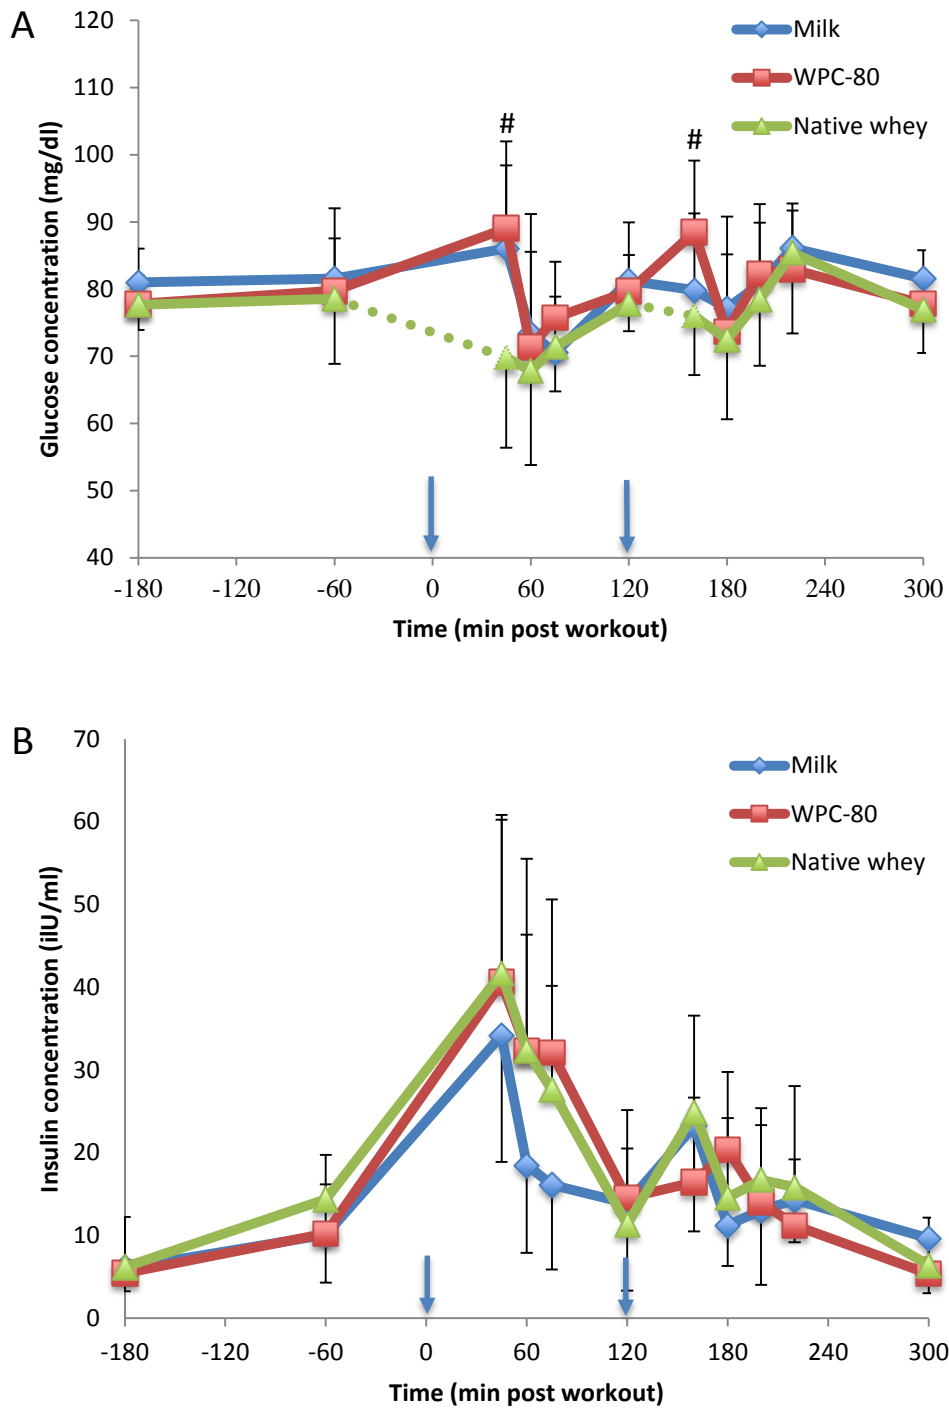 A
120
110
100
90
80
70
60
50
40
Glucose concentration (mg/dl)
Milk
WPC-80
Native whey
#
#
-180 -120 -60 0 60 120 180 240 300
Time (min post workout)
B
70
60
50
40
30
20
10
0
Insulin concentration (iIU/ml)
Milk
WPC-80
Native whey
-180 -120 -60 0 60 120 180 240 300
Time (min post workout)